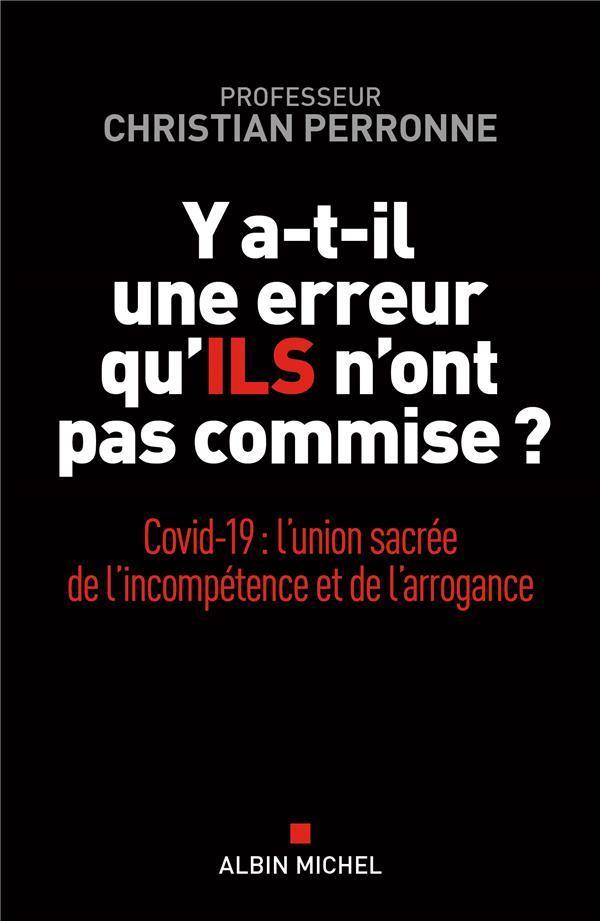 PROFESSEUR
CHRISTIAN PERRONNE
Y a-t-il
une erreur
qu'ILS n'ont
pas commise ?
Covid-19 : l'union sacrée
de l'incompétence et de l'arrogance
ALBIN MICHEL